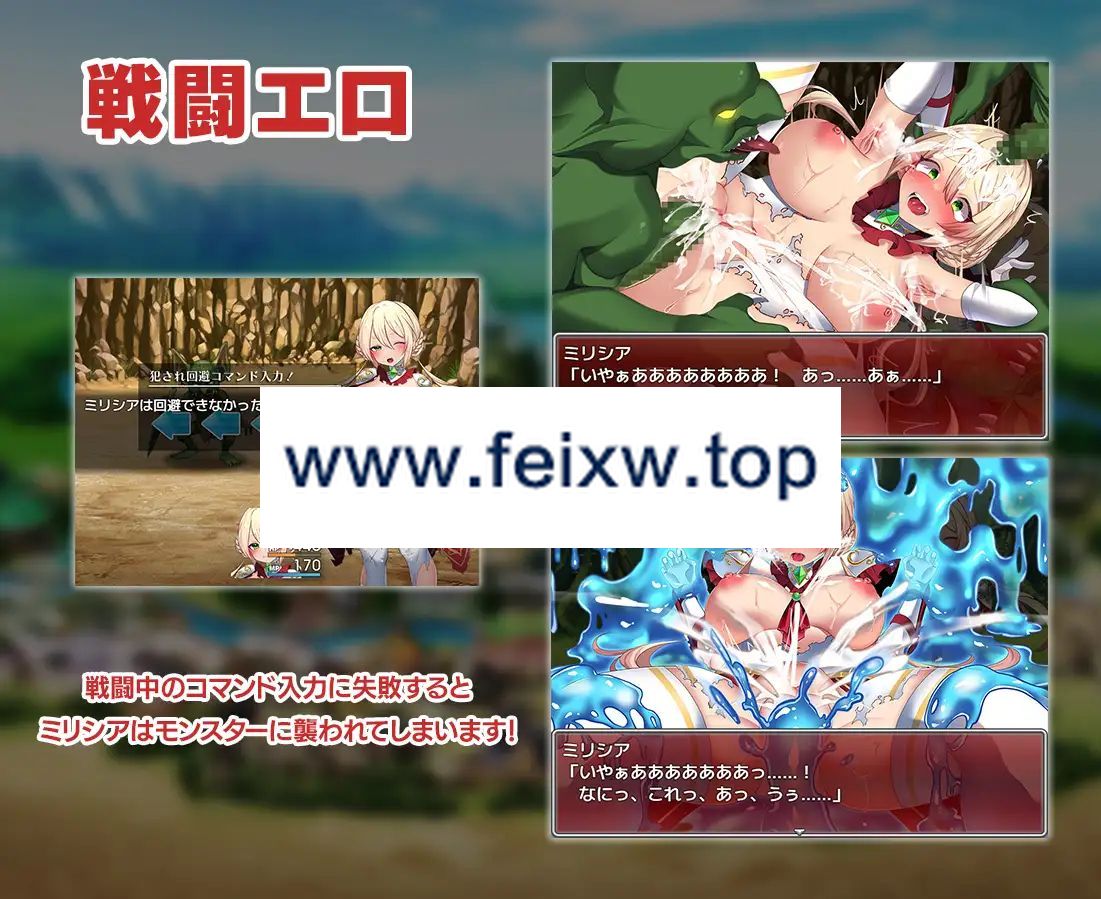 戦闘エロ
犯され回避コマンド入力！
ミリシアは回避できなかった
170
戦闘中のコマンド入力に失敗すると
ミリシアはモンスターに襲われてしまいます!
ミリシア
「いやぁあああああああああ！　あっ……あぁ……」
www.feixw.top
ミリシア
「いやぁああああああああっ……！
なにっ、これっ、あっ、うぅ……」